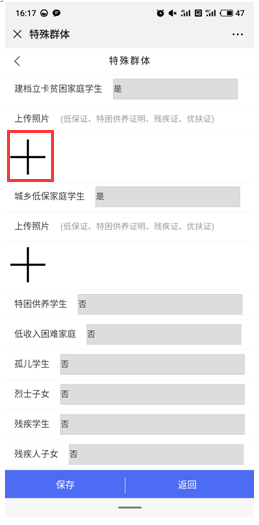 16:17 47
特殊群体
特殊群体
建档立卡贫困家庭学生 是
上传照片 (低保证、特困供养证明、残疾证、优扶证)
城乡低保家庭学生 是
上传照片 (低保证、特困供养证明、残疾证、优扶证)
特困供养学生 否
低收入困难家庭 否
孤儿学生 否
烈士子女 否
残疾学生 否
残疾人子女 否
保存 返回